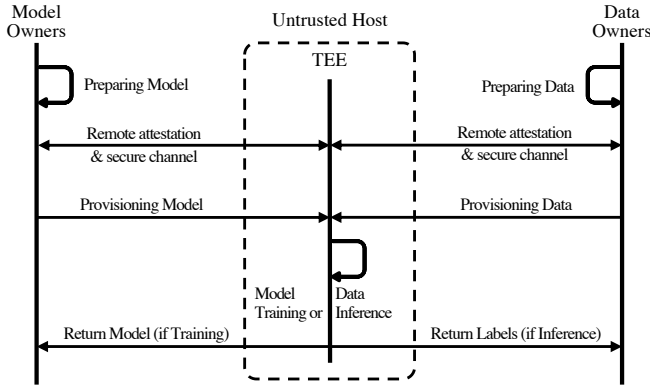 Model
Owners
Untrusted Host
Data
Owners
TEE
Preparing Model
Preparing Data
Remote attestation
& secure channel
Remote attestation
& secure channel
Provisioning Model
Provisioning Data
Model
Training or
Data
Inference
Return Model (if Training)
Return Labels (if Inference)